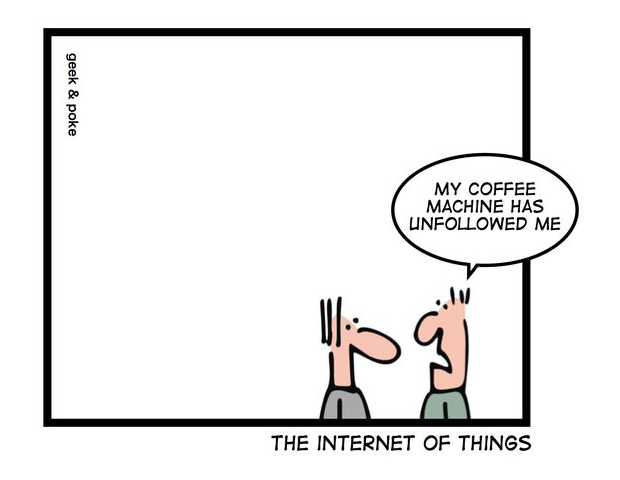 geek & poke
MY COFFEE
MACHINE HAS
UNFOLLOWED ME
THE INTERNET OF THINGS